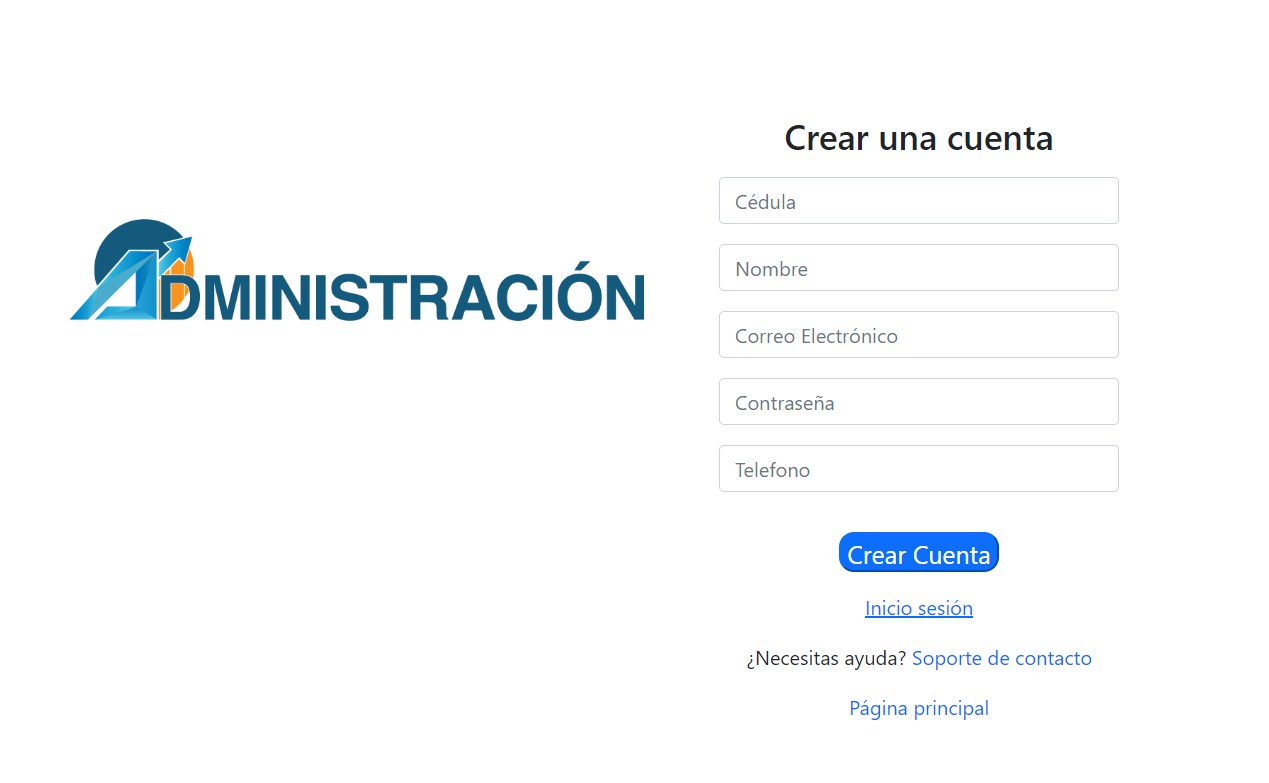 ADMINISTRACIÓN
Crear una cuenta
Cédula
Nombre
Correo Electrónico
Contraseña
Telefono
Crear Cuenta
Inicio sesión
¿Necesitas ayuda? Soporte de contacto
Página principal